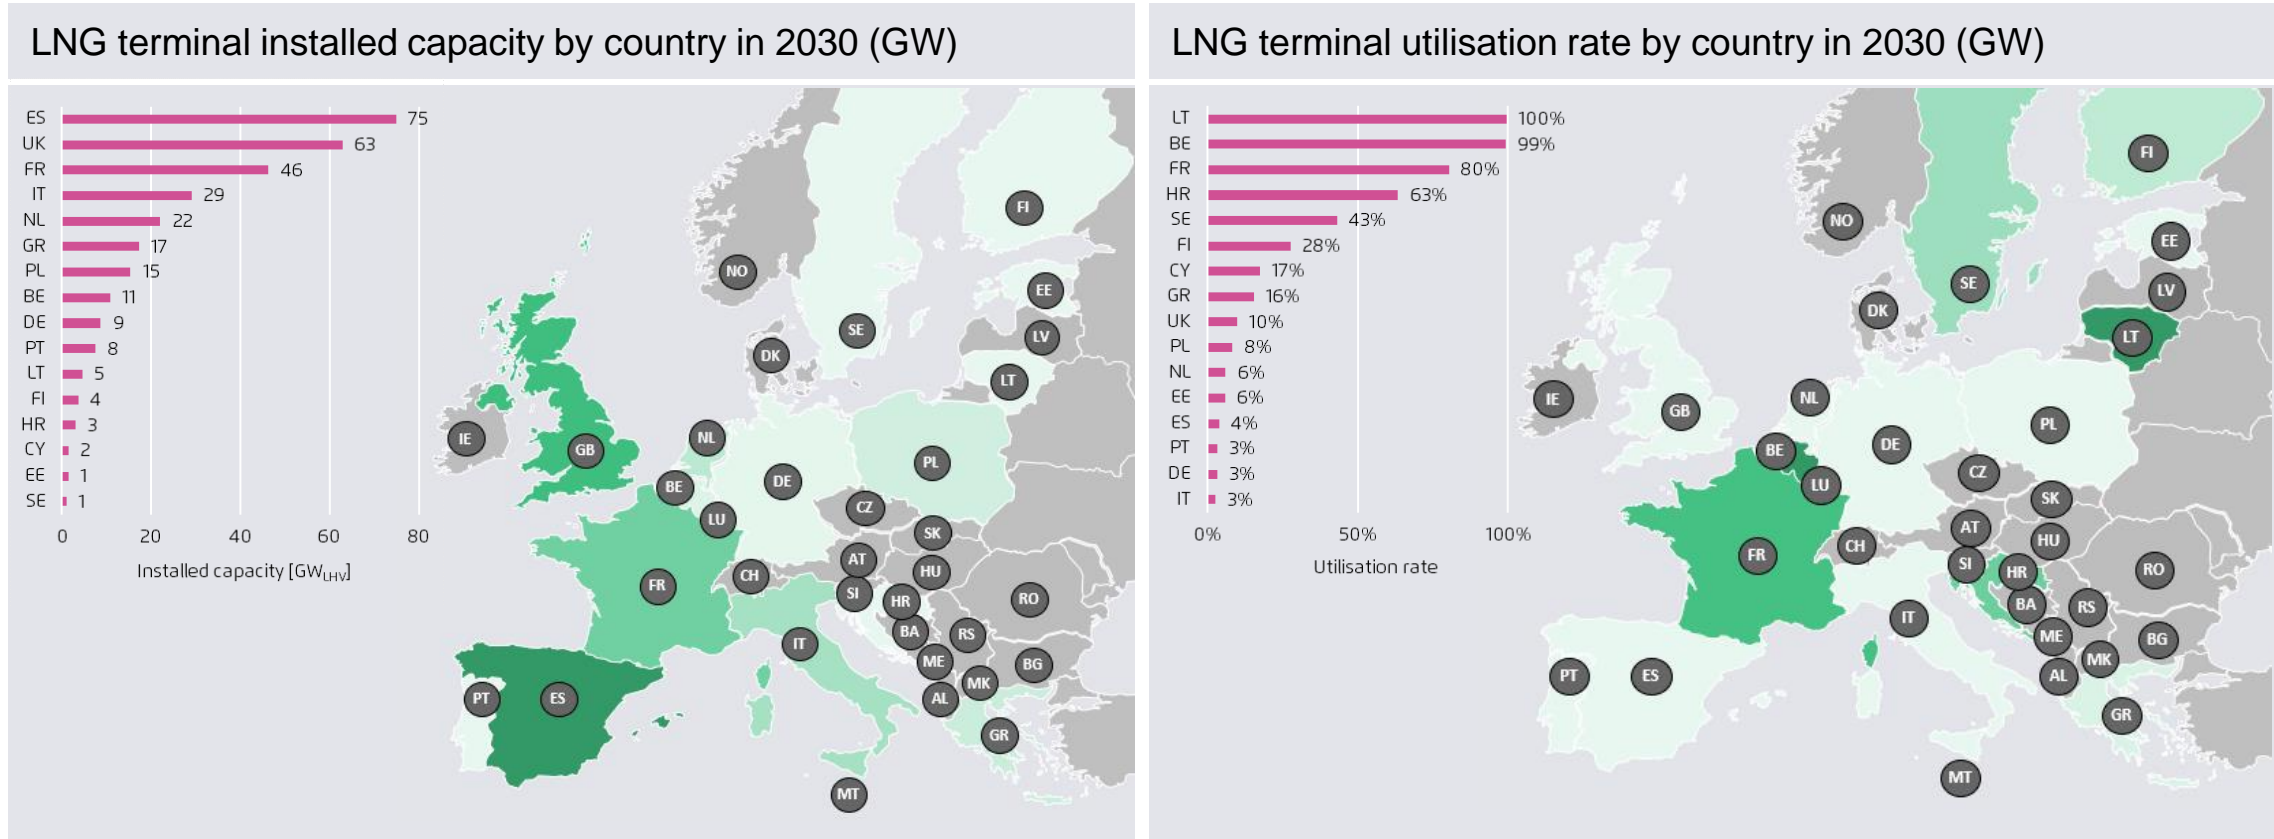 LNG terminal installed capacity by country in 2030 (GW)
ES 75
UK 63
FR 46
IT 29
NL 22
GR 17
PL 15
BE 11
DE 9
PT 8
LT 5
FI 4
HR 3
CY 2
EE 1
SE 1
0 20 40 60 80
Installed capacity [GW_LHV]
FI
NO
EE
SE
LV
DK
LT
IE
NL
GB
PL
BE
DE
CZ
LU
SK
AT
HU
CH
FR
SI
HR
RO
BA
RS
IT
ME
BG
MK
PT
ES
AL
GR
MT
LNG terminal utilisation rate by country in 2030 (GW)
LT 100%
BE 99%
FR 80%
HR 63%
SE 43%
FI 28%
CY 17%
GR 16%
UK 10%
PL 8%
NL 6%
EE 6%
ES 4%
PT 3%
DE 3%
IT 3%
0% 50% 100%
Utilisation rate
FI
NO
EE
SE
LV
DK
LT
NL
IE
GB
PL
DE
BE
CZ
LU
SK
AT
HU
CH
FR
SI
HR
RO
BA
RS
IT
ME
BG
MK
PT
ES
AL
GR
MT